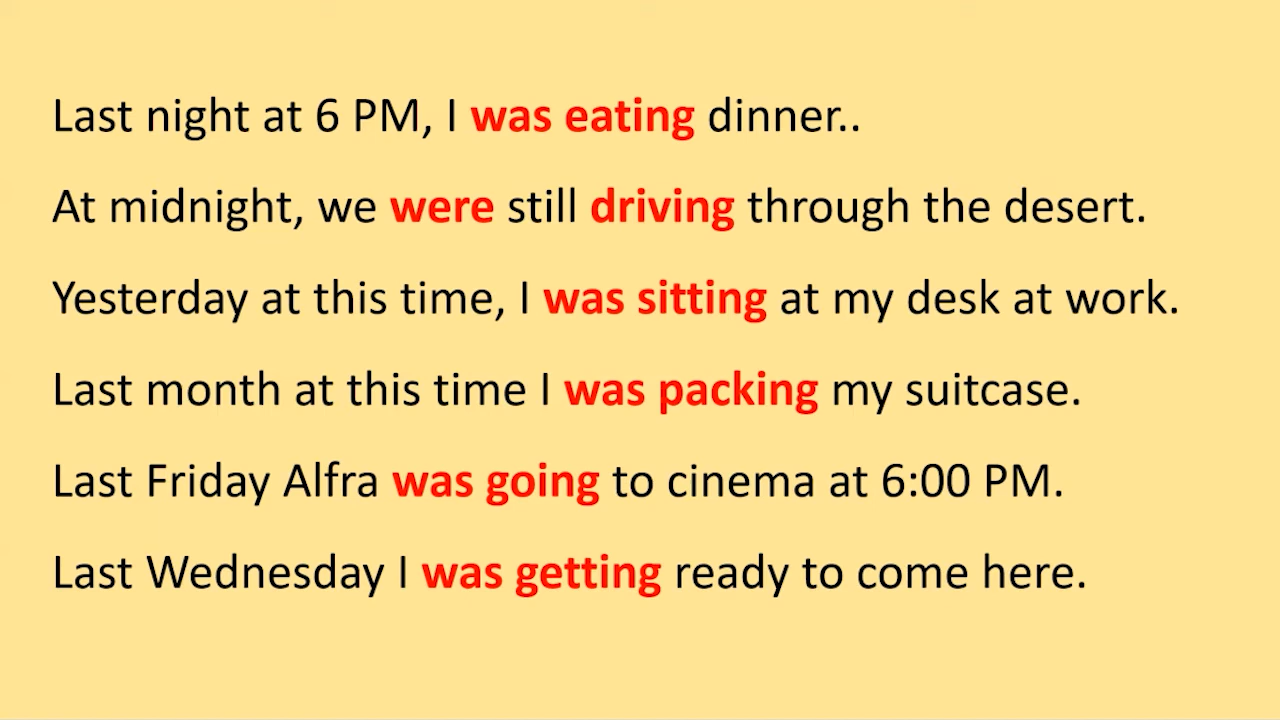 Last night at 6 PM, I was eating dinner..
At midnight, we were still driving through the desert.
Yesterday at this time, I was sitting at my desk at work.
Last month at this time I was packing my suitcase.
Last Friday Alfra was going to cinema at 6:00 PM.
Last Wednesday I was getting ready to come here.